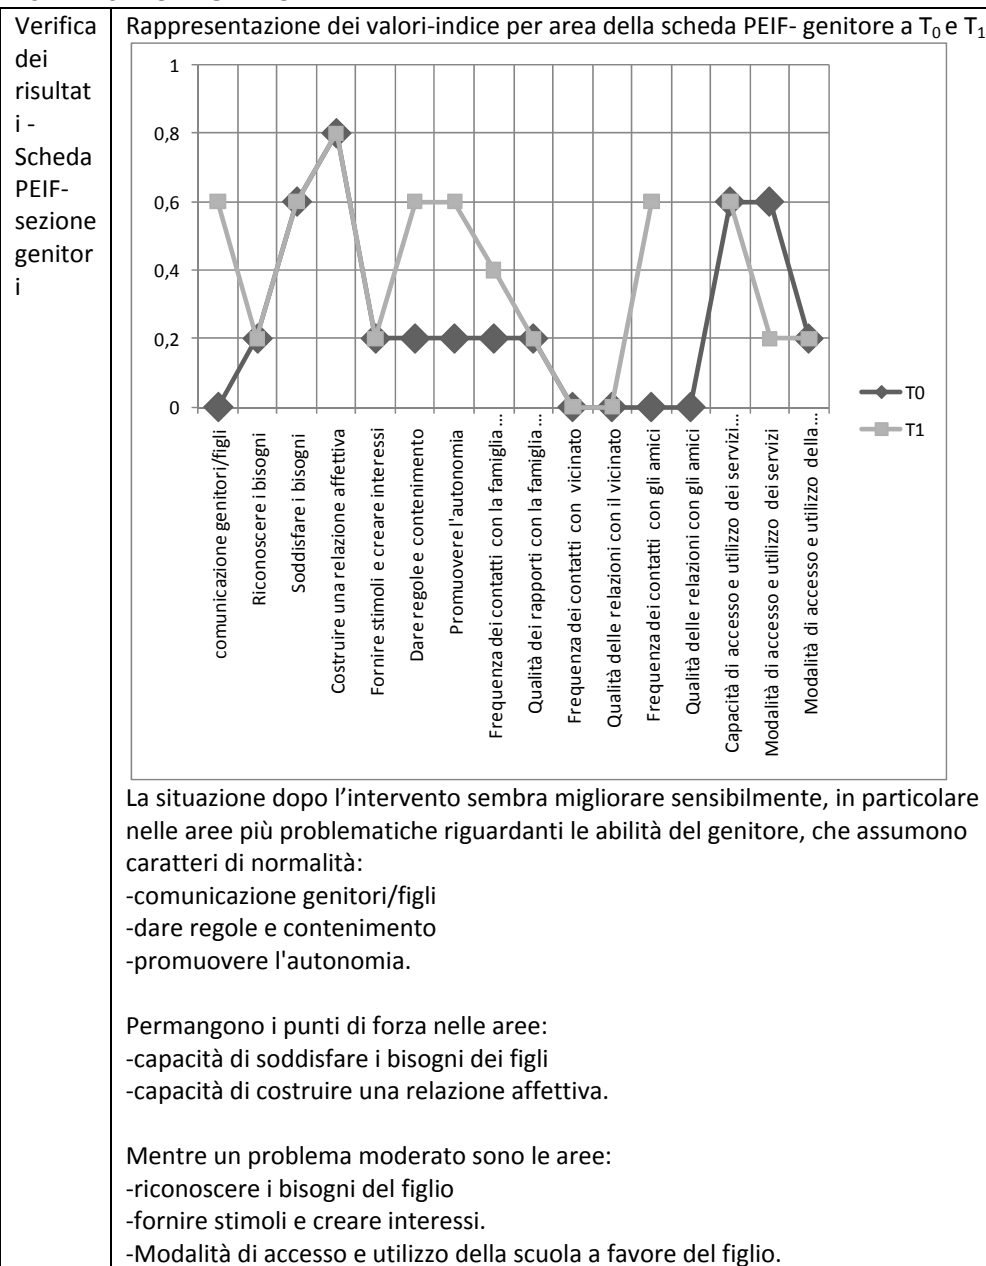 Verifica
dei
risultat
i -
Scheda
PEIF-
sezione
genitor
i
Rappresentazione dei valori-indice per area della scheda PEIF- genitore a T0 e T1
1
0,8
0,6
0,4
0,2
0
comunicazione genitori/figli
Riconoscere i bisogni
Soddisfare i bisogni
Costruire una relazione affettiva
Fornire stimoli e creare interessi
Dare regole e contenimento
Promuovere l'autonomia
Frequenza dei contatti con la famiglia ...
Qualità dei rapporti con la famiglia ...
Frequenza dei contatti con vicinato
Qualità delle relazioni con il vicinato
Frequenza dei contatti con gli amici
Qualità delle relazioni con gli amici
Capacità di accesso e utilizzo dei servizi ...
Modalità di accesso e utilizzo dei servizi
Modalità di accesso e utilizzo della ...
T0
T1
La situazione dopo l’intervento sembra migliorare sensibilmente, in particolare
nelle aree più problematiche riguardanti le abilità del genitore, che assumono
caratteri di normalità:
-comunicazione genitori/figli
-dare regole e contenimento
-promuovere l'autonomia.
Permangono i punti di forza nelle aree:
-capacità di soddisfare i bisogni dei figli
-capacità di costruire una relazione affettiva.
Mentre un problema moderato sono le aree:
-riconoscere i bisogni del figlio
-fornire stimoli e creare interessi.
-Modalità di accesso e utilizzo della scuola a favore del figlio.